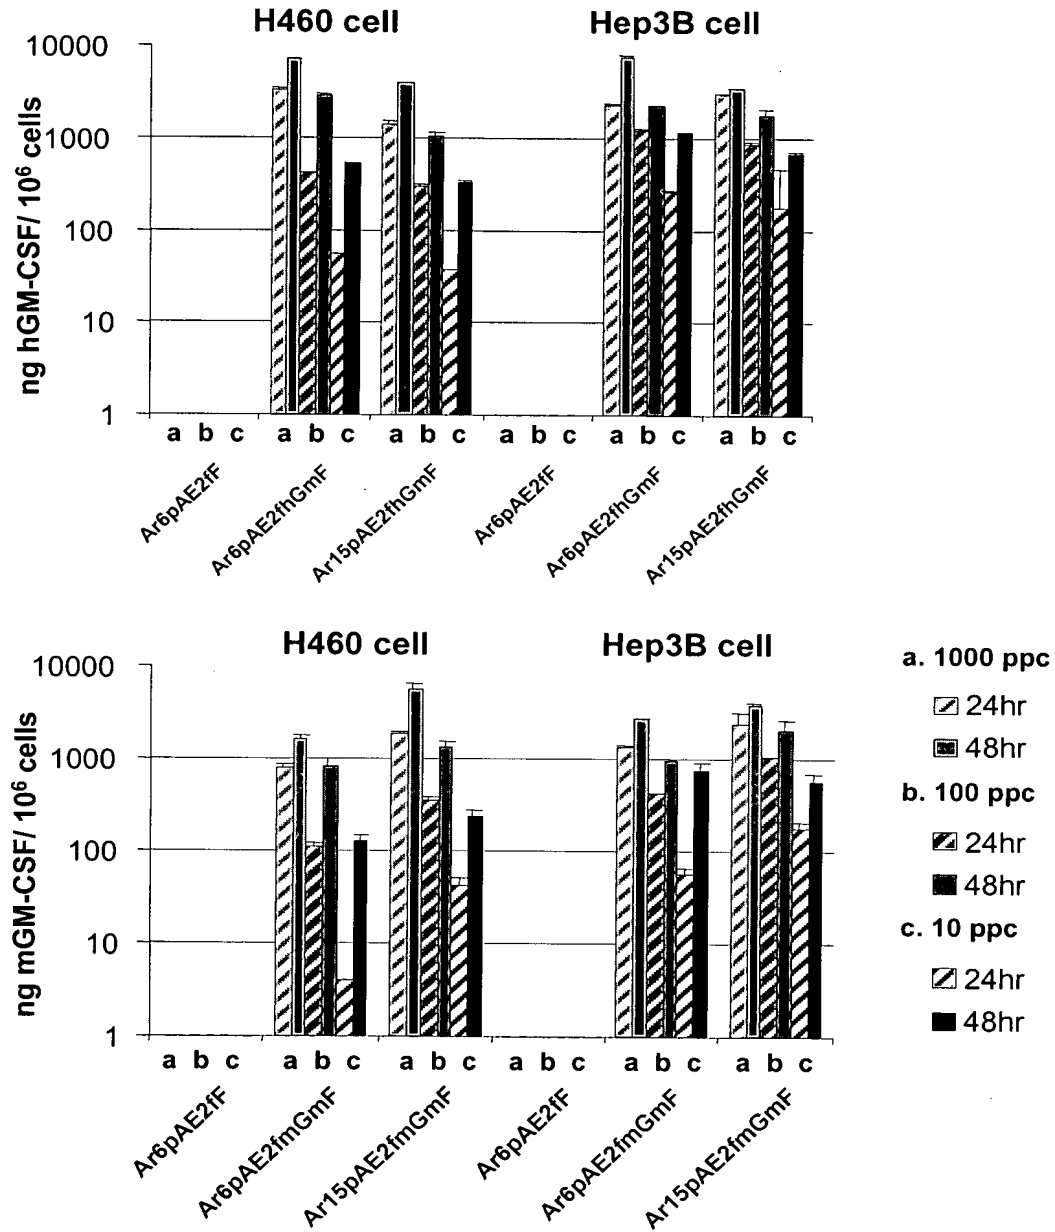 H460 cell Hep3B cell
ng hGM-CSF/ 10⁶ cells
10000
1000
100
10
1
a b c a b c a b c a b c a b c a b c
Ar6pAE2fF Ar6pAE2fhGmF Ar15pAE2fhGmF Ar6pAE2fF Ar6pAE2fhGmF Ar15pAE2fhGmF
H460 cell Hep3B cell
ng mGM-CSF/ 10⁶ cells
10000
1000
100
10
1
a b c a b c a b c a b c a b c a b c
Ar6pAE2fF Ar6pAE2fmGmF Ar15pAE2fmGmF Ar6pAE2fF Ar6pAE2fmGmF Ar15pAE2fmGmF
a. 1000 ppc
24hr
48hr
b. 100 ppc
24hr
48hr
c. 10 ppc
24hr
48hr